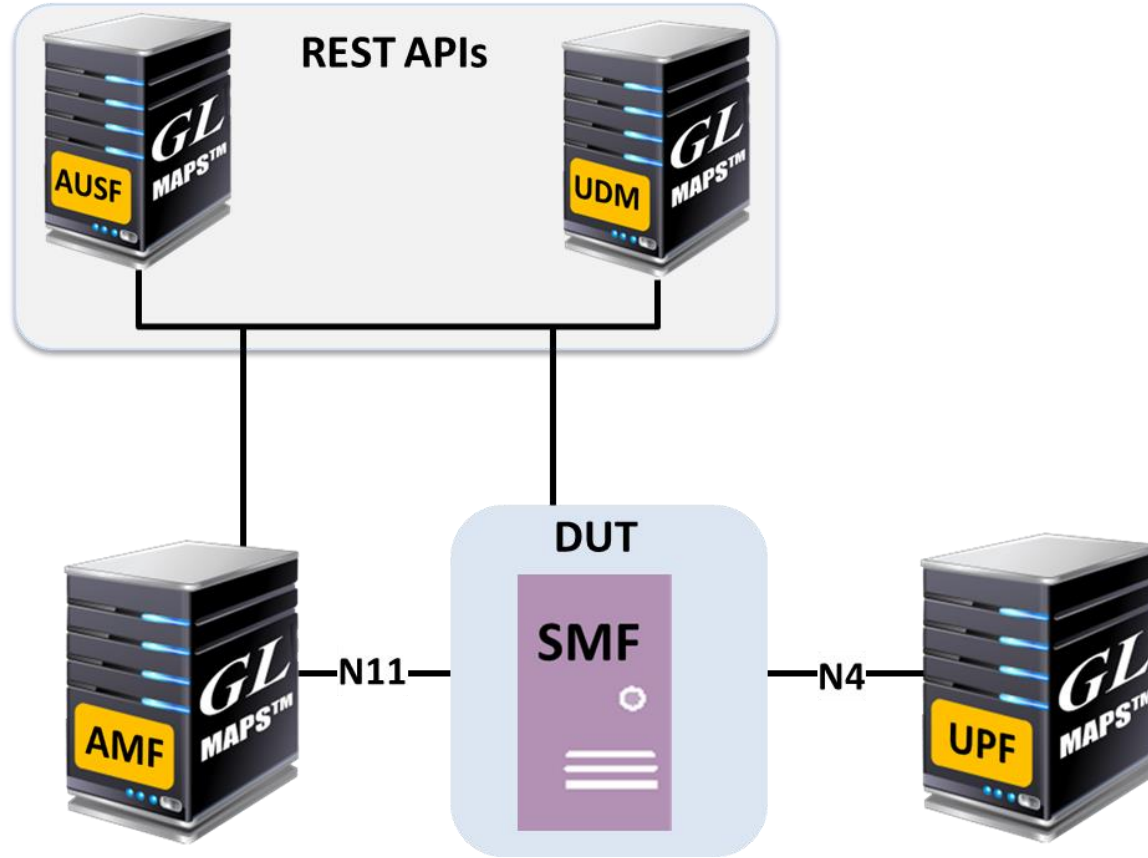 REST APIs
GL
MAPS™
AUSF
GL
MAPS™
UDM
DUT
SMF
GL
MAPS™
AMF
N11
N4
GL
MAPS™
UPF